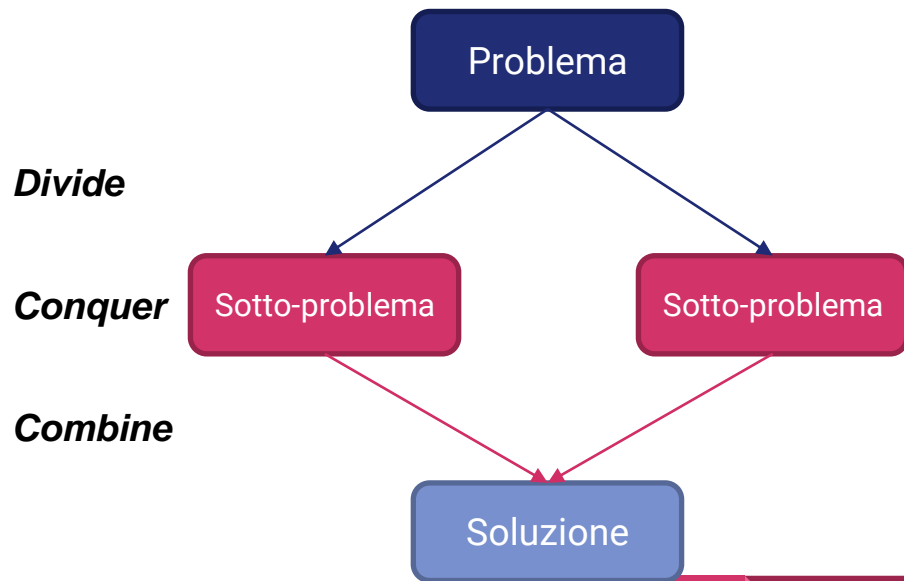 Problema
Divide
Conquer
Sotto-problema
Sotto-problema
Combine
Soluzione